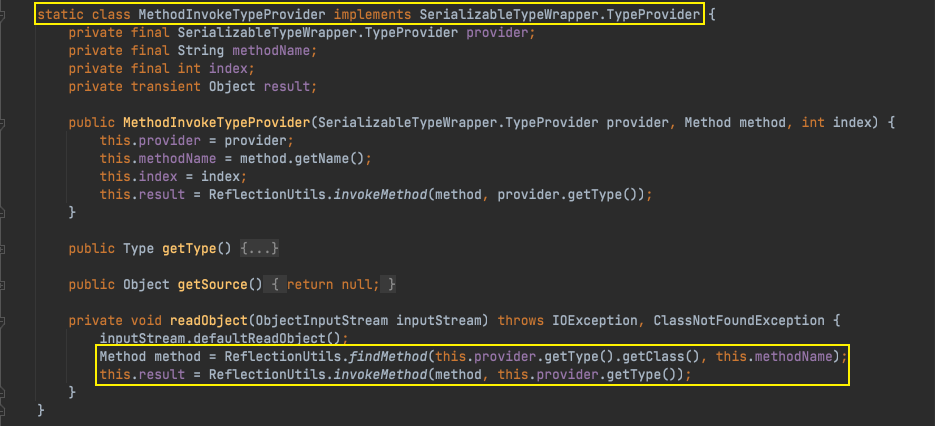 static class MethodInvokeTypeProvider implements SerializableTypeWrapper.TypeProvider {
private final SerializableTypeWrapper.TypeProvider provider;
private final String methodName;
private final int index;
private transient Object result;
public MethodInvokeTypeProvider(SerializableTypeWrapper.TypeProvider provider, Method method, int index) {
this.provider = provider;
this.methodName = method.getName();
this.index = index;
this.result = ReflectionUtils.invokeMethod(method, provider.getType());
}
public Type getType() {...}
public Object getSource() { return null; }
private void readObject(ObjectInputStream inputStream) throws IOException, ClassNotFoundException {
inputStream.defaultReadObject();
Method method = ReflectionUtils.findMethod(this.provider.getType().getClass(), this.methodName);
this.result = ReflectionUtils.invokeMethod(method, this.provider.getType());
}
}